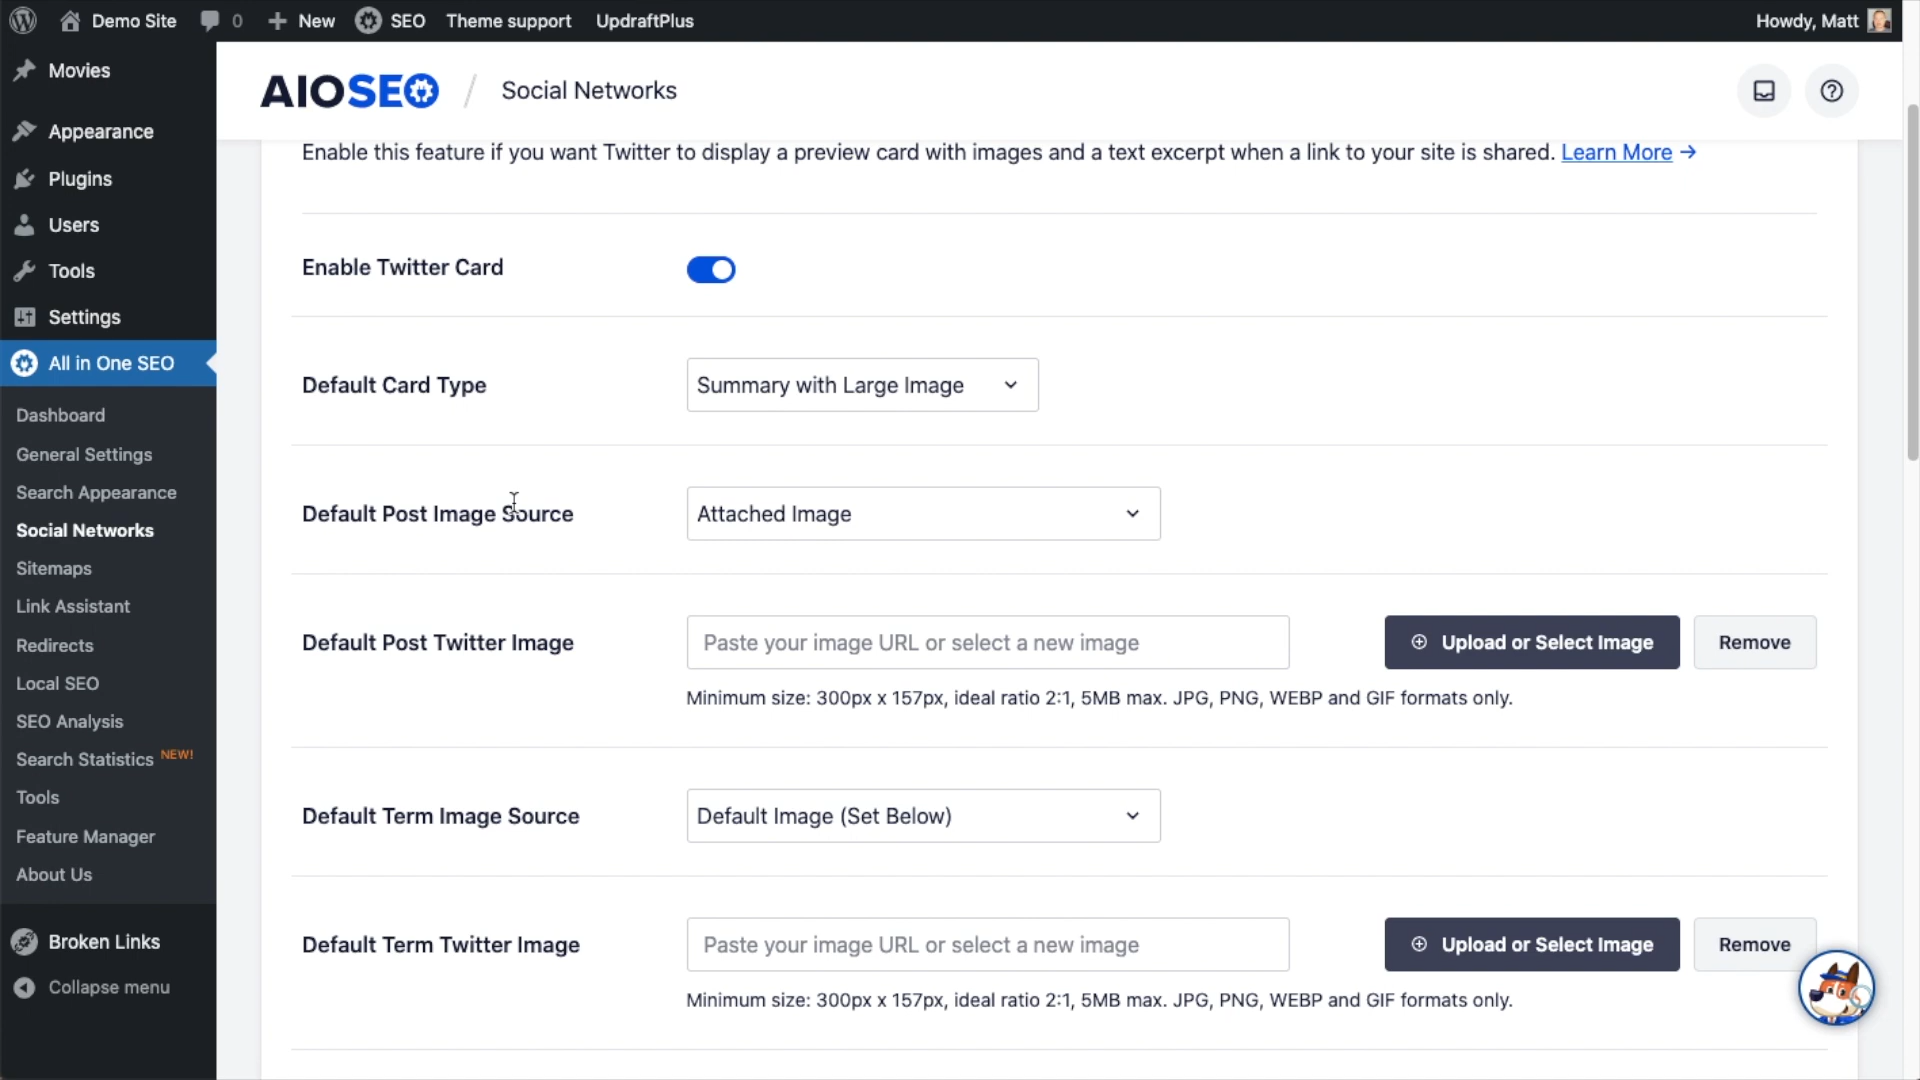 Demo Site
0
New
SEO
Theme support
UpdraftPlus
Howdy, Matt
Movies
Appearance
Plugins
Users
Tools
Settings
All in One SEO
Dashboard
General Settings
Search Appearance
Social Networks
Sitemaps
Link Assistant
Redirects
Local SEO
SEO Analysis
Search Statistics NEW!
Tools
Feature Manager
About Us
Broken Links
Collapse menu
AIOSEO / Social Networks
Enable this feature if you want Twitter to display a preview card with images and a text excerpt when a link to your site is shared. Learn More →
Enable Twitter Card
Default Card Type
Summary with Large Image
Default Post Image Source
Attached Image
Default Post Twitter Image
Paste your image URL or select a new image
Upload or Select Image
Remove
Minimum size: 300px x 157px, ideal ratio 2:1, 5MB max. JPG, PNG, WEBP and GIF formats only.
Default Term Image Source
Default Image (Set Below)
Default Term Twitter Image
Paste your image URL or select a new image
Upload or Select Image
Remove
Minimum size: 300px x 157px, ideal ratio 2:1, 5MB max. JPG, PNG, WEBP and GIF formats only.